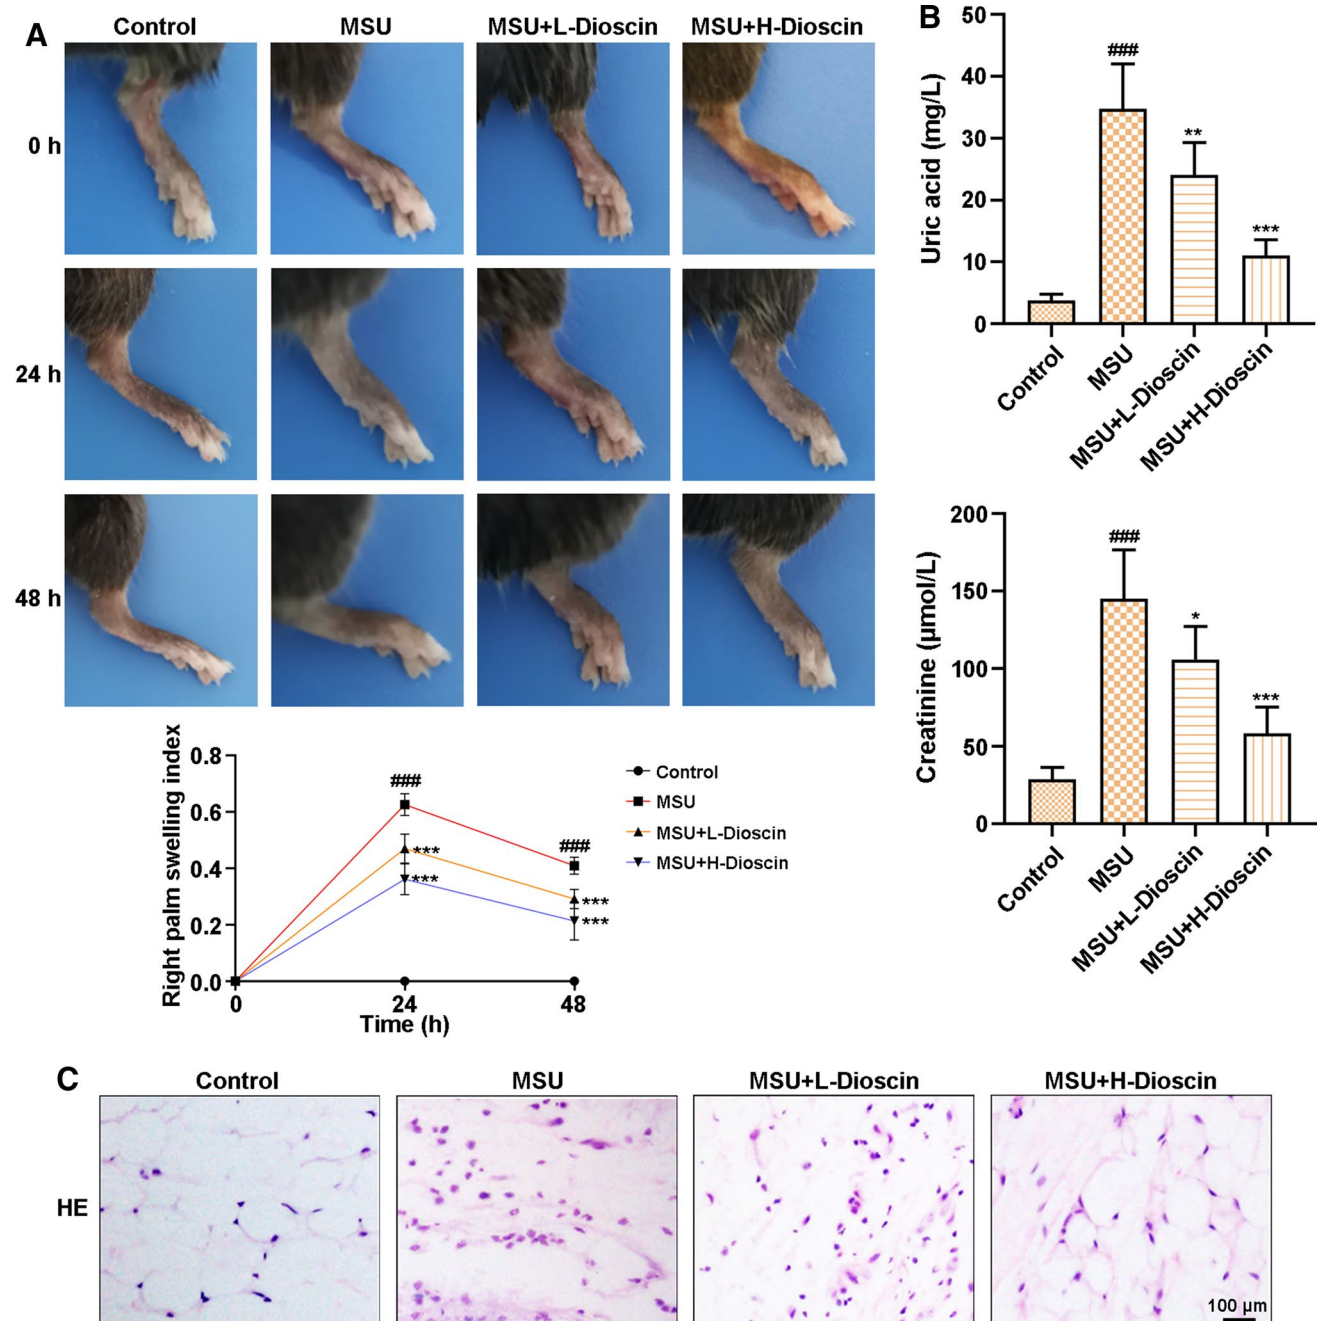 A
Control
MSU
MSU+L-Dioscin
MSU+H-Dioscin
0 h
24 h
48 h
Right palm swelling index
0.8
0.6
0.4
0.2
0.0
###
###
***
***
***
***
0
24
48
Time (h)
Control
MSU
MSU+L-Dioscin
MSU+H-Dioscin
B
Uric acid (mg/L)
50
40
30
20
10
0
###
**
***
Control
MSU
MSU+L-Dioscin
MSU+H-Dioscin
Creatinine (μmol/L)
200
150
100
50
0
###
*
***
Control
MSU
MSU+L-Dioscin
MSU+H-Dioscin
C
Control
MSU
MSU+L-Dioscin
MSU+H-Dioscin
HE
100 μm